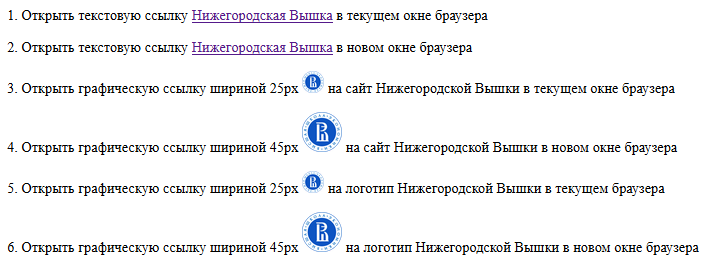 1. Открыть текстовую ссылку Нижегородская Вышка в текущем окне браузера
2. Открыть текстовую ссылку Нижегородская Вышка в новом окне браузера
3. Открыть графическую ссылку шириной 25px на сайт Нижегородской Вышки в текущем окне браузера
4. Открыть графическую ссылку шириной 45px на сайт Нижегородской Вышки в новом окне браузера
5. Открыть графическую ссылку шириной 25px на логотип Нижегородской Вышки в текущем браузера
6. Открыть графическую ссылку шириной 45px на логотип Нижегородской Вышки в новом окне браузера